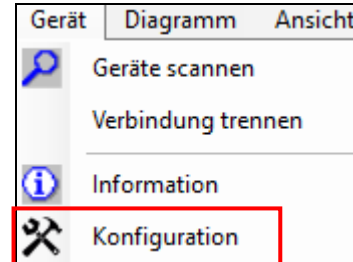 Gerät Diagramm Ansicht
Geräte scannen
Verbindung trennen
Information
Konfiguration